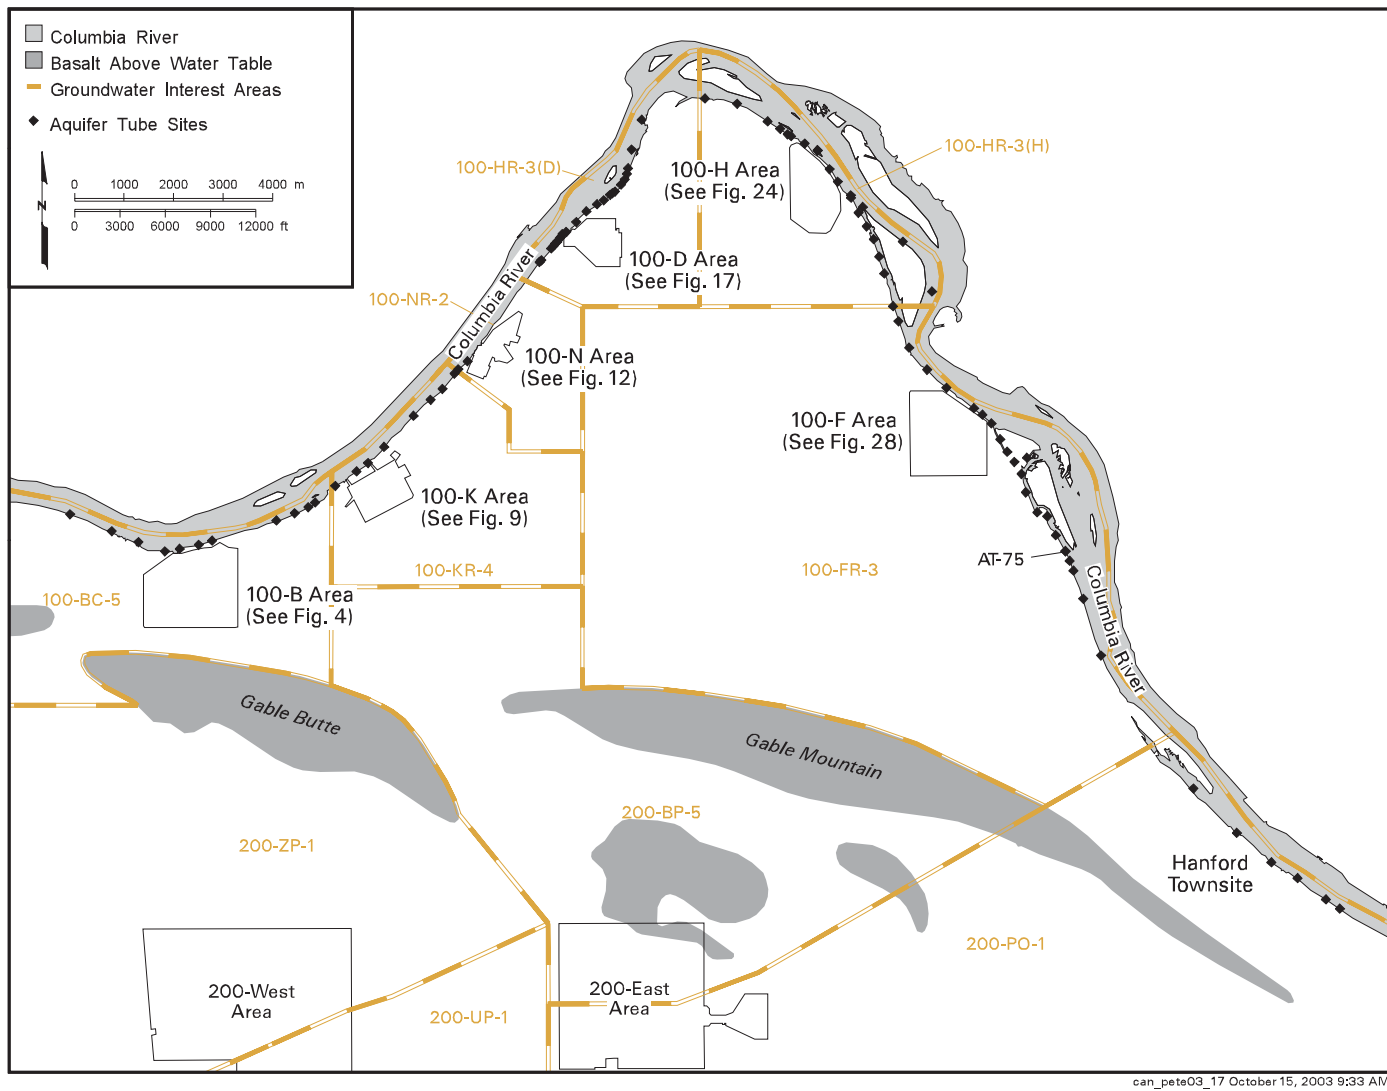 Columbia River
Basalt Above Water Table
Groundwater Interest Areas
Aquifer Tube Sites
N
0 1000 2000 3000 4000 m
0 3000 6000 9000 12000 ft
100-HR-3(D)
100-H Area
(See Fig. 24)
100-HR-3(H)
100-D Area
(See Fig. 17)
100-NR-2
Columbia River
100-N Area
(See Fig. 12)
100-F Area
(See Fig. 28)
100-K Area
(See Fig. 9)
AT-75
100-KR-4
100-FR-3
100-BC-5
100-B Area
(See Fig. 4)
Columbia River
Gable Butte
Gable Mountain
200-BP-5
200-ZP-1
Hanford
Townsite
200-PO-1
200-West
Area
200-East
Area
200-UP-1
can_pete03_17 October 15, 2003 9:33 AM